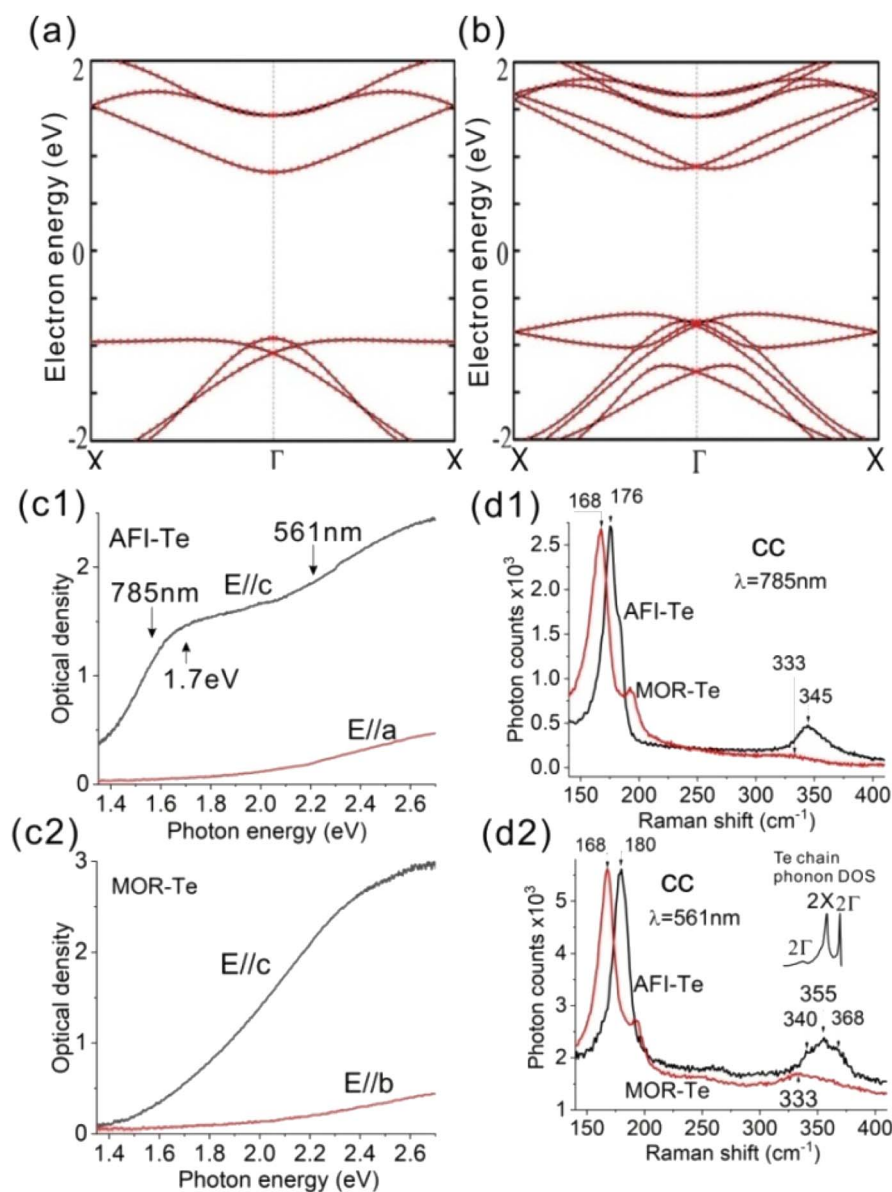 (a)
(b)
2
0
-2
Electron energy (eV)
X Γ X
2
0
-2
Electron energy (eV)
X Γ X
(c1)
AFI-Te
785nm
561nm
E//c
1.7eV
E//a
2
1
0
Optical density
1.4 1.6 1.8 2.0 2.2 2.4 2.6
Photon energy (eV)
(d1)
168 176
CC
λ=785nm
AFI-Te
MOR-Te
333
345
2.5
2.0
1.5
1.0
0.5
0.0
Photon counts x10³
150 200 250 300 350 400
Raman shift (cm⁻¹)
(c2)
MOR-Te
E//c
E//b
3
2
1
0
Optical density
1.4 1.6 1.8 2.0 2.2 2.4 2.6
Photon energy (eV)
(d2)
168 180
CC
λ=561nm
Te chain
phonon DOS
2X 2Γ
2Γ
AFI-Te
355
340 368
MOR-Te
333
5
4
3
2
1
Photon counts x10³
150 200 250 300 350 400
Raman shift (cm⁻¹)